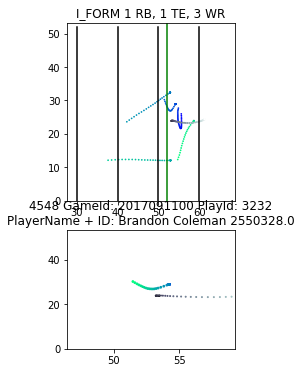 I_FORM 1 RB, 1 TE, 3 WR
50
40
30
20
10
0
30 40 50 60
4548 GameId: 2017091100 PlayId: 3232
PlayerName + ID: Brandon Coleman 2550328.0
40
20
0
50 55